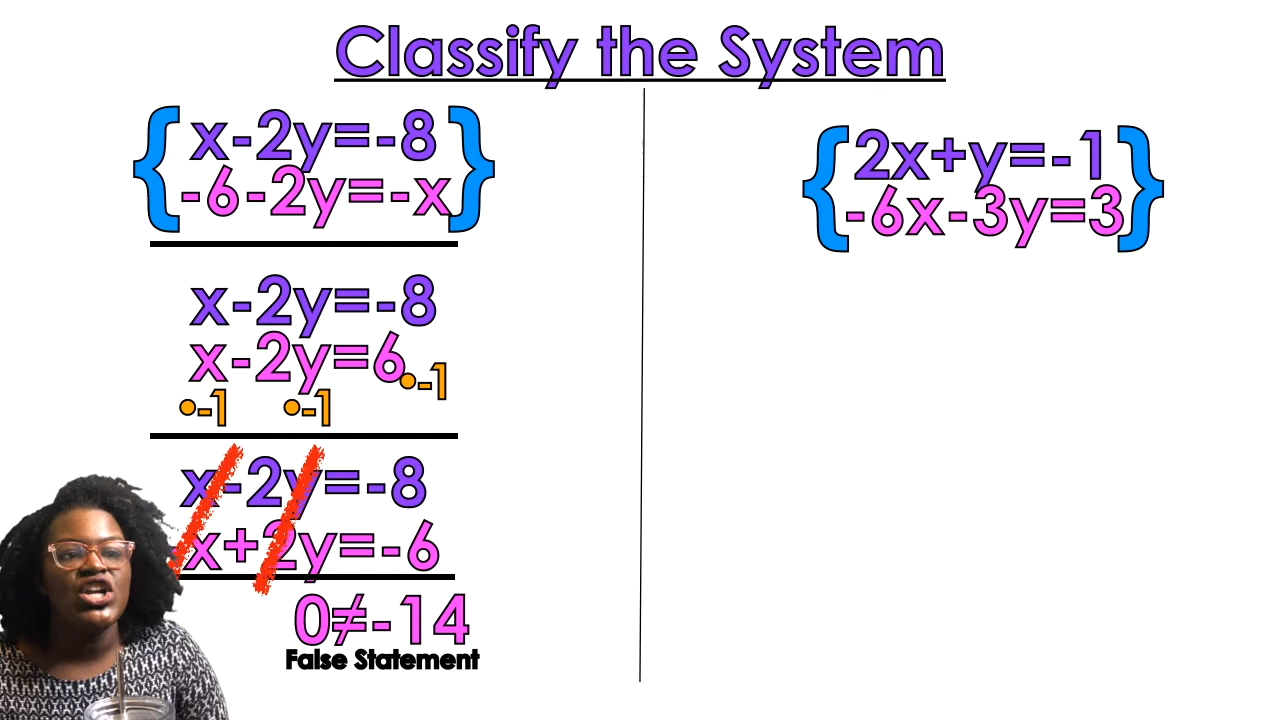 Classify the System
{ x-2y=-8 }
{ -6-2y=-x }
x-2y=-8
x-2y=6
•-1 •-1 •-1
x-2y=-8
x+2y=-6
0≠-14
False Statement
{ 2x+y=-1 }
{ -6x-3y=3 }